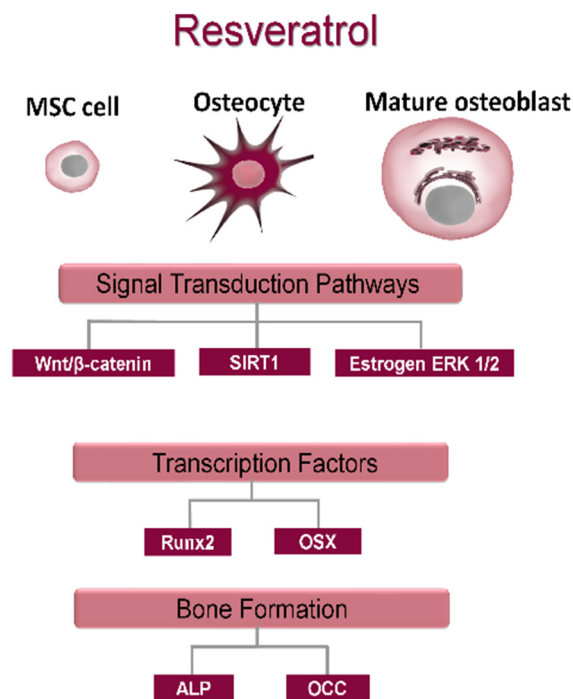 Resveratrol
MSC cell
Osteocyte
Mature osteoblast
Signal Transduction Pathways
Wnt/β-catenin
SIRT1
Estrogen ERK 1/2
Transcription Factors
Runx2
OSX
Bone Formation
ALP
OCC